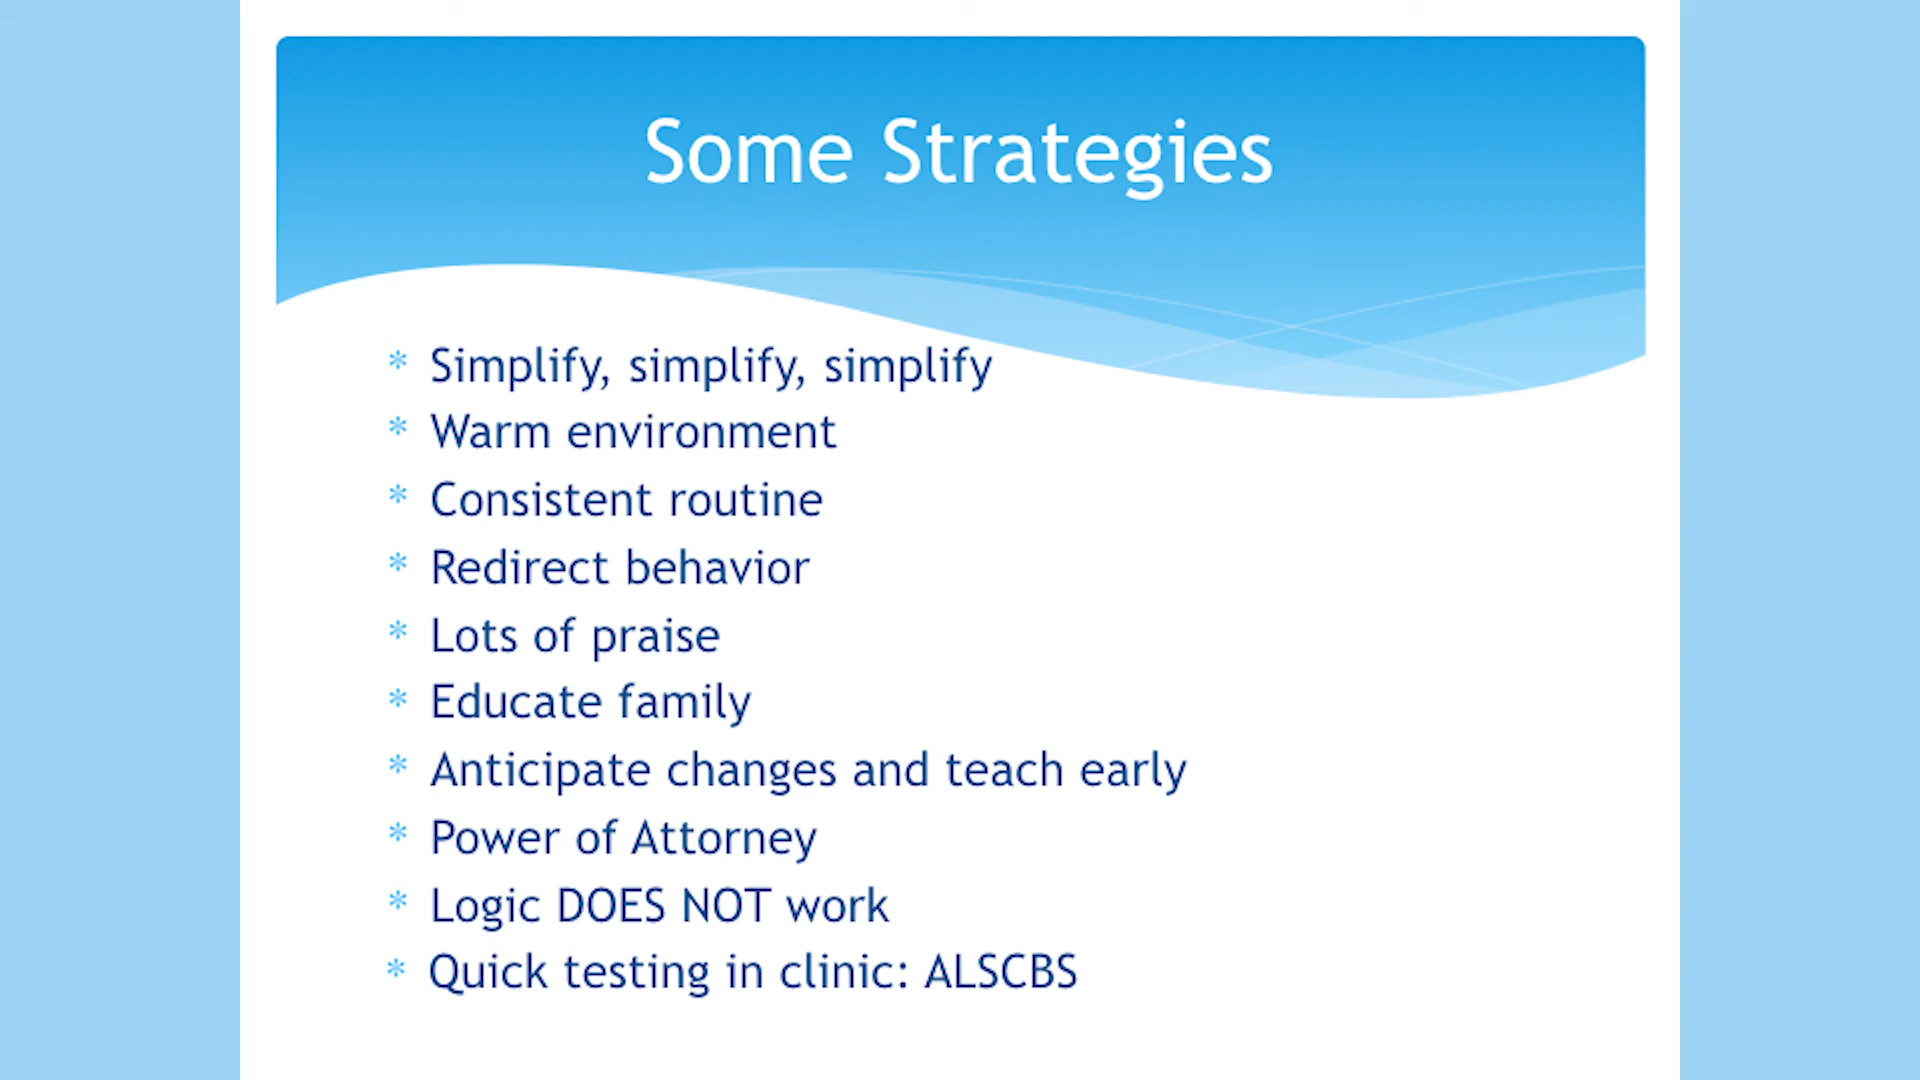 Some Strategies
* Simplify, simplify, simplify
* Warm environment
* Consistent routine
* Redirect behavior
* Lots of praise
* Educate family
* Anticipate changes and teach early
* Power of Attorney
* Logic DOES NOT work
* Quick testing in clinic: ALSCBS